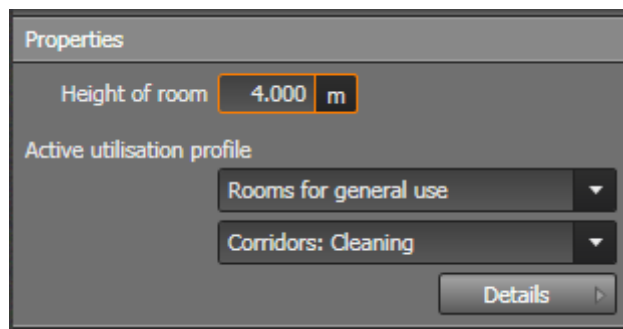 Properties
Height of room 4.000 m
Active utilisation profile
Rooms for general use
Corridors: Cleaning
Details